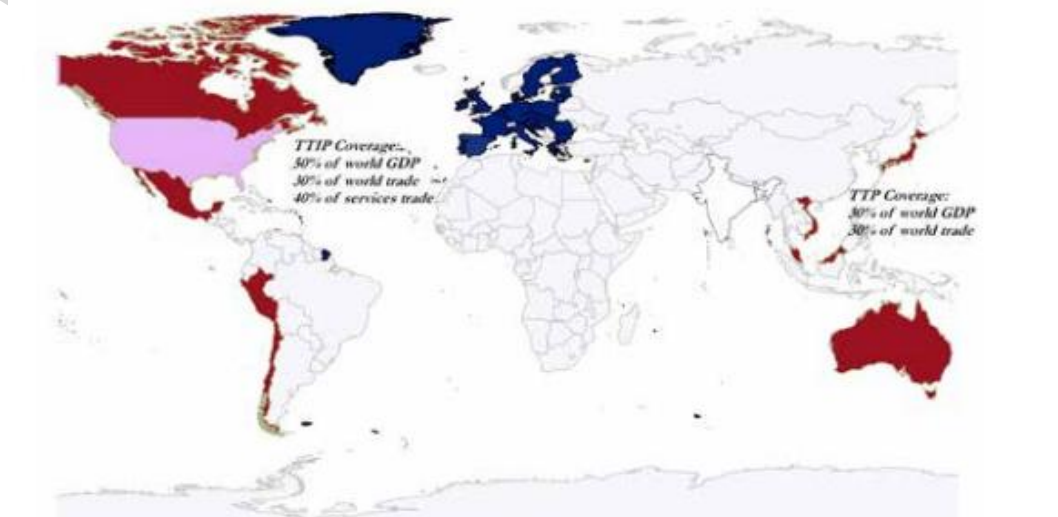 TTIP Coverage:
50% of world GDP
30% of world trade
40% of services trade
TTP Coverage:
30% of world GDP
30% of world trade